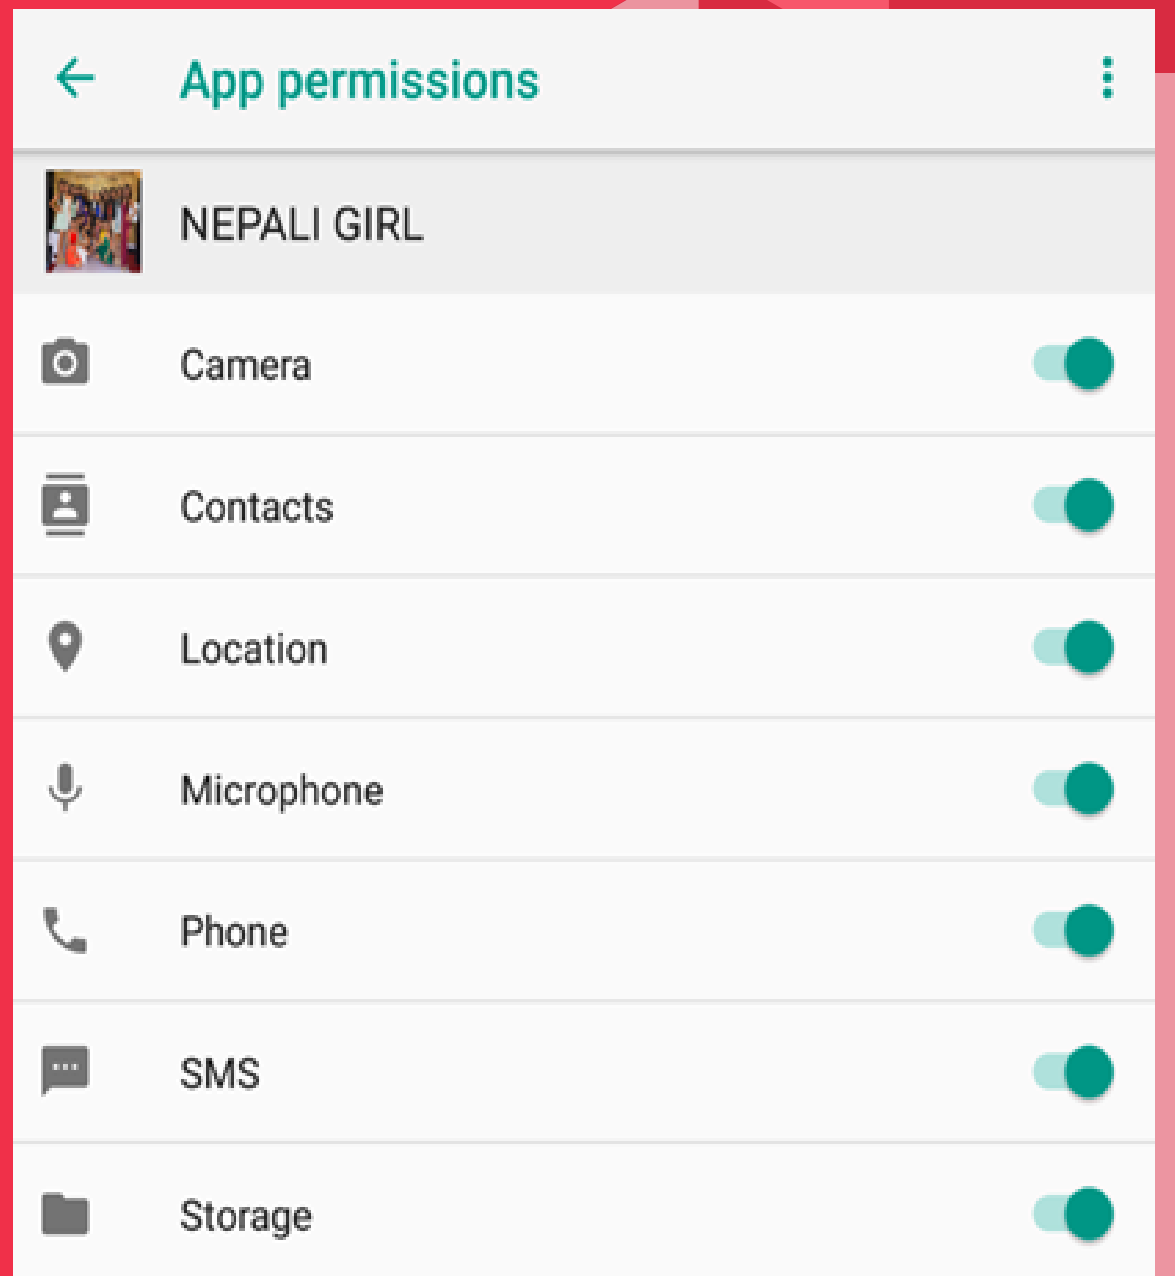 App permissions
NEPALI GIRL
Camera
Contacts
Location
Microphone
Phone
SMS
Storage